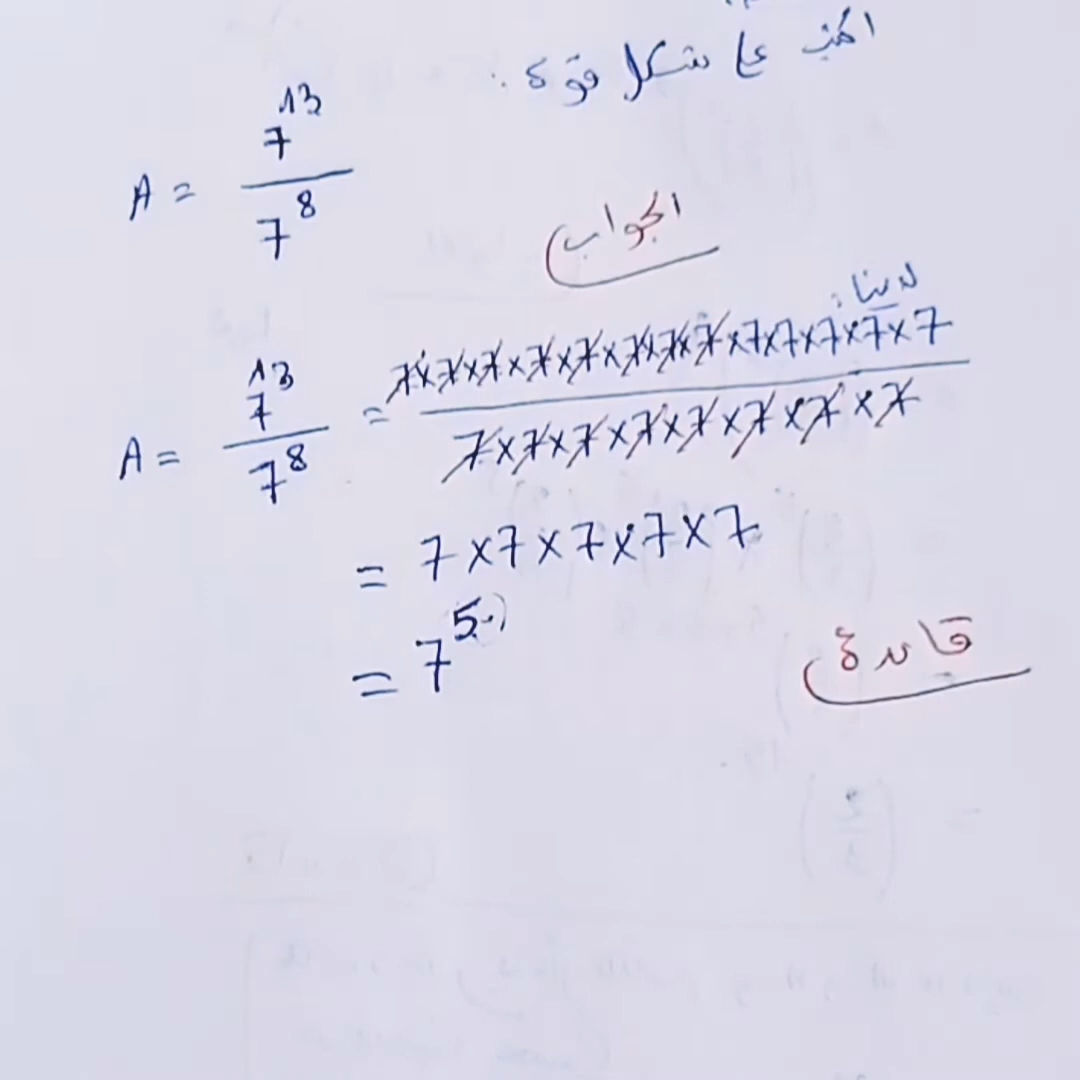 اكتب على شكل قوة :
A = 7^13 / 7^8
الجواب
لدينا :
A = 7^13 / 7^8 = 7×7×7×7×7×7×7×7×7×7×7×7×7 / 7×7×7×7×7×7×7×7
= 7×7×7×7×7
= 7^5
قاعدة